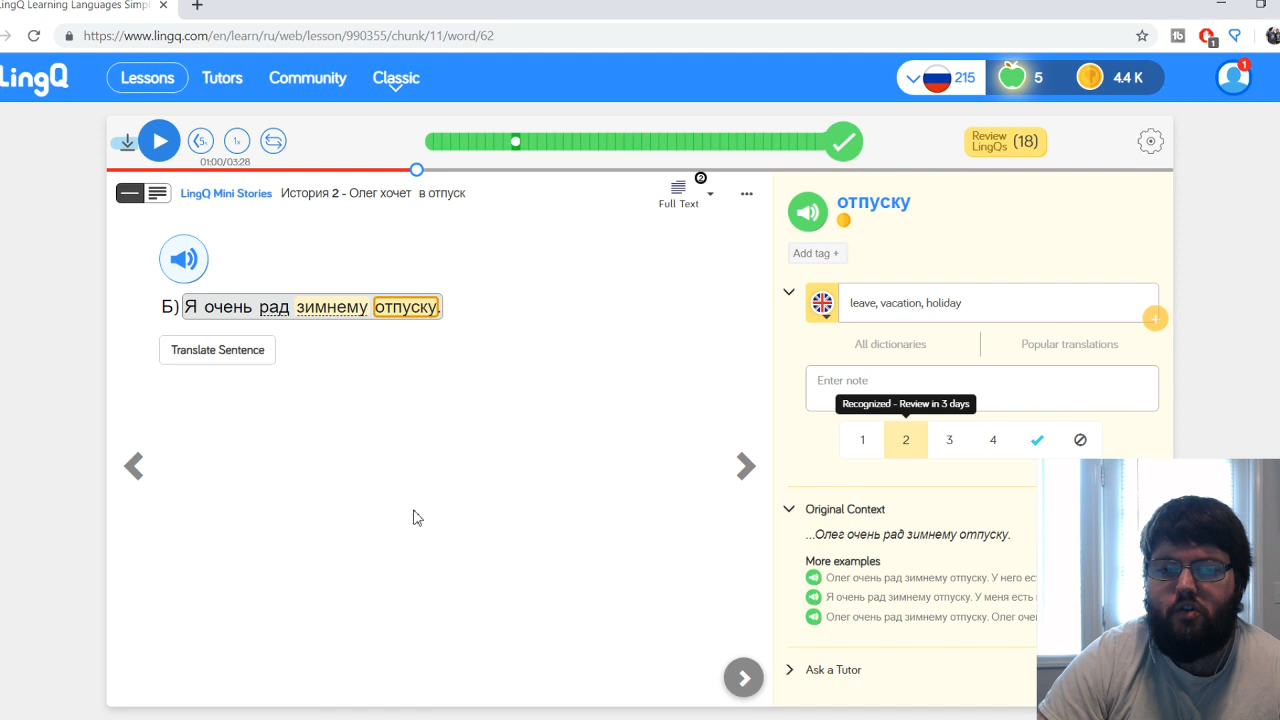 LingQ Learning Languages Simpl
https://www.lingq.com/en/learn/ru/web/lesson/990355/chunk/11/word/62
1
LingQ
Lessons
Tutors
Community
Classic
215
5
4.4 K
1
5s
1x
01:00/03:28
Review
LingQs (18)
LingQ Mini Stories
История 2 - Олег хочет в отпуск
2
Full Text
Б) Я очень рад зимнему отпуску.
Translate Sentence
отпуску
Add tag +
leave, vacation, holiday
All dictionaries
Popular translations
Enter note
Recognized - Review in 3 days
1 2 3 4
Original Context
...Олег очень рад зимнему отпуску.
More examples
Олег очень рад зимнему отпуску. У него ес
Я очень рад зимнему отпуску. У меня есть
Олег очень рад зимнему отпуску. Олег оче
Ask a Tutor